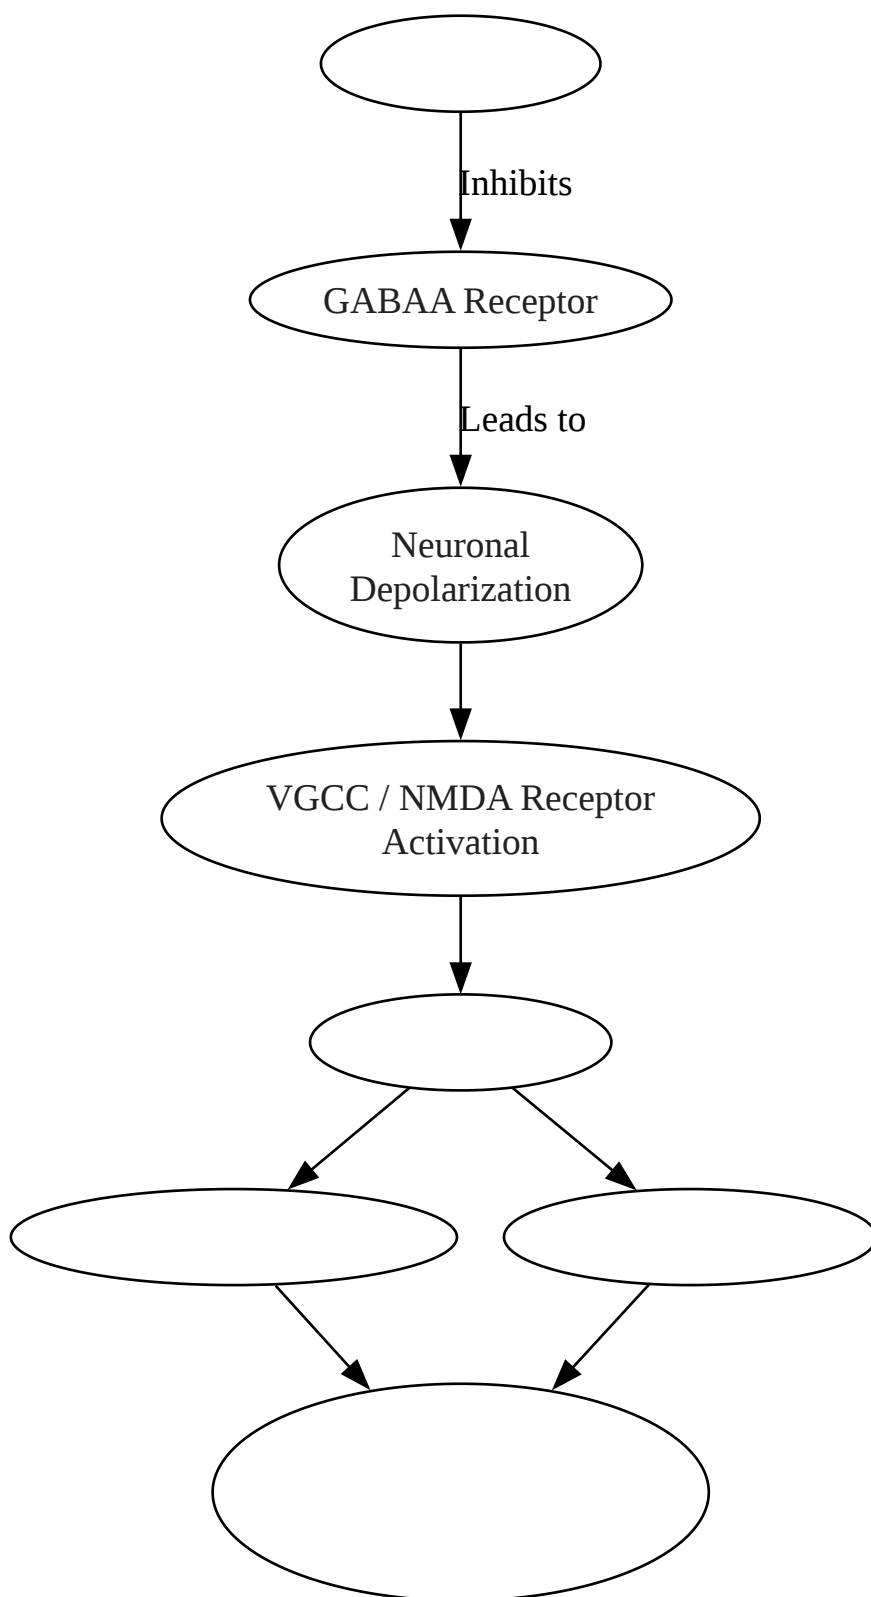 Inhibits
GABAA Receptor
Leads to
Neuronal
Depolarization
VGCC / NMDA Receptor
Activation